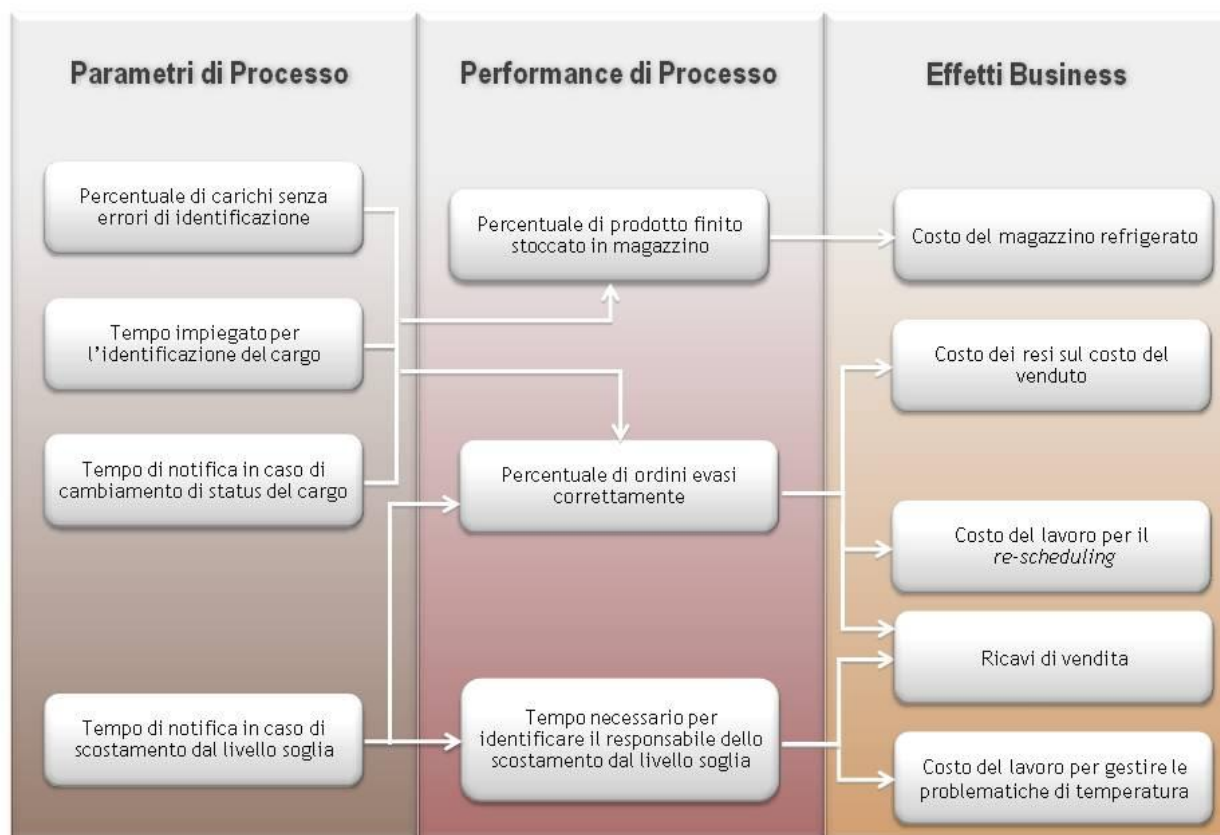 Parametri di Processo
Percentuale di carichi senza
errori di identificazione
Tempo impiegato per
l'identificazione del cargo
Tempo di notifica in caso di
cambiamento di status del cargo
Tempo di notifica in caso di
scostamento dal livello soglia
Performance di Processo
Percentuale di prodotto finito
stoccato in magazzino
Percentuale di ordini evasi
correttamente
Tempo necessario per
identificare il responsabile dello
scostamento dal livello soglia
Effetti Business
Costo del magazzino refrigerato
Costo dei resi sul costo del
venduto
Costo del lavoro per il
re-scheduling
Ricavi di vendita
Costo del lavoro per gestire le
problematiche di temperatura